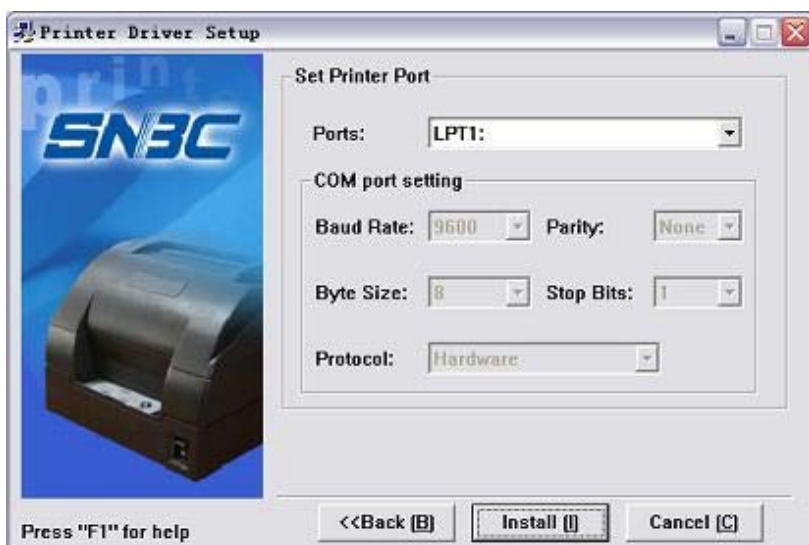 Printer Driver Setup
printe
SNBC
Set Printer Port
Ports: LPT1:
COM port setting
Baud Rate: 9600 Parity: None
Byte Size: 8 Stop Bits: 1
Protocol: Hardware
Press "F1" for help
<<Back (B) Install (I) Cancel (C)